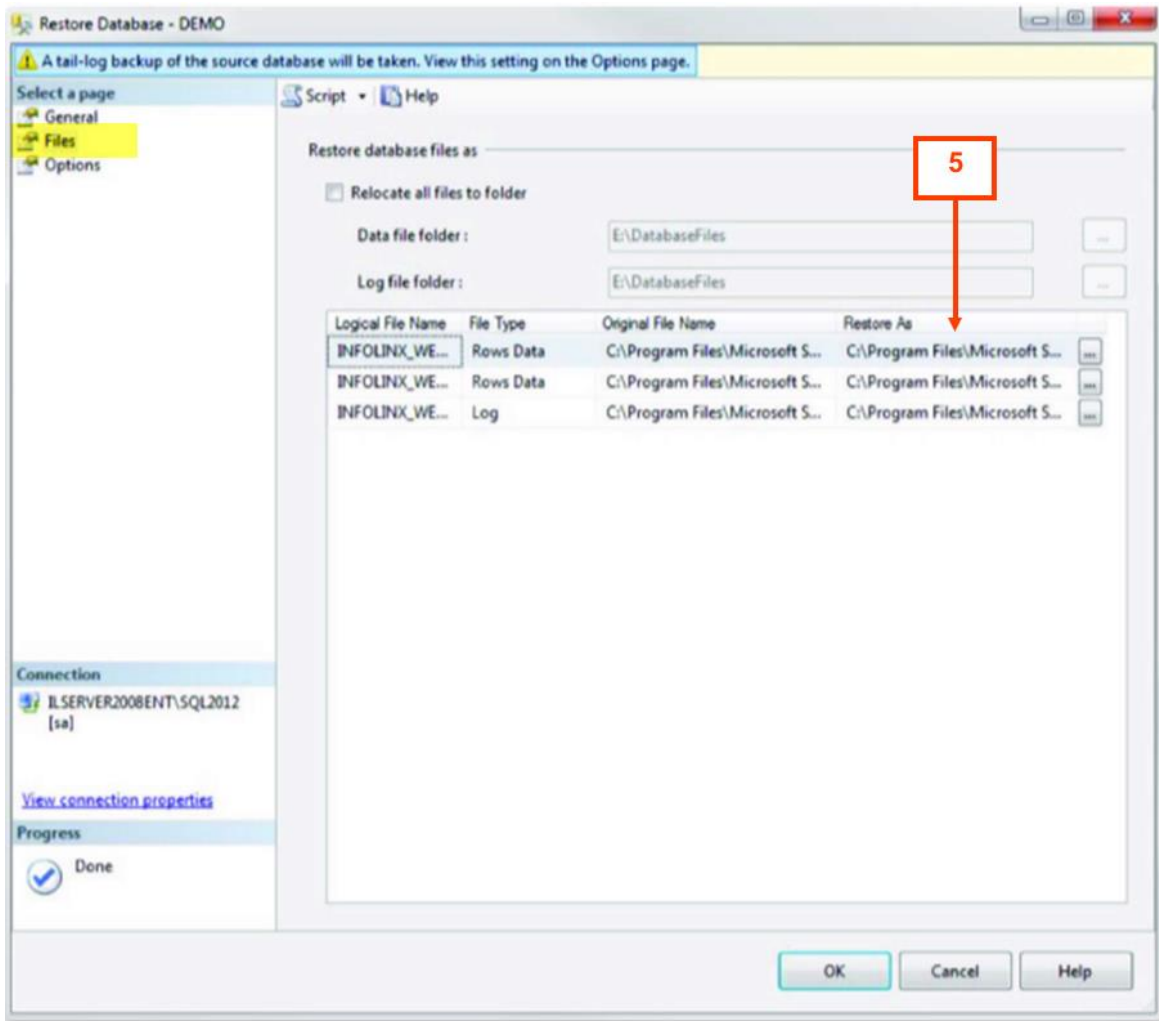 Restore Database - DEMO
A tail-log backup of the source database will be taken. View this setting on the Options page.
Select a page
General
Files
Options
Script Help
Restore database files as
5
Relocate all files to folder
Data file folder :
E:\DatabaseFiles
...
Log file folder :
E:\DatabaseFiles
...
Logical File Name File Type Original File Name Restore As
INFOLINX_WE... Rows Data C:\Program Files\Microsoft S... C:\Program Files\Microsoft S... ...
INFOLINX_WE... Rows Data C:\Program Files\Microsoft S... C:\Program Files\Microsoft S... ...
INFOLINX_WE... Log C:\Program Files\Microsoft S... C:\Program Files\Microsoft S... ...
Connection
ILSERVER2008ENT\SQL2012
[sa]
View connection properties
Progress
Done
OK Cancel Help